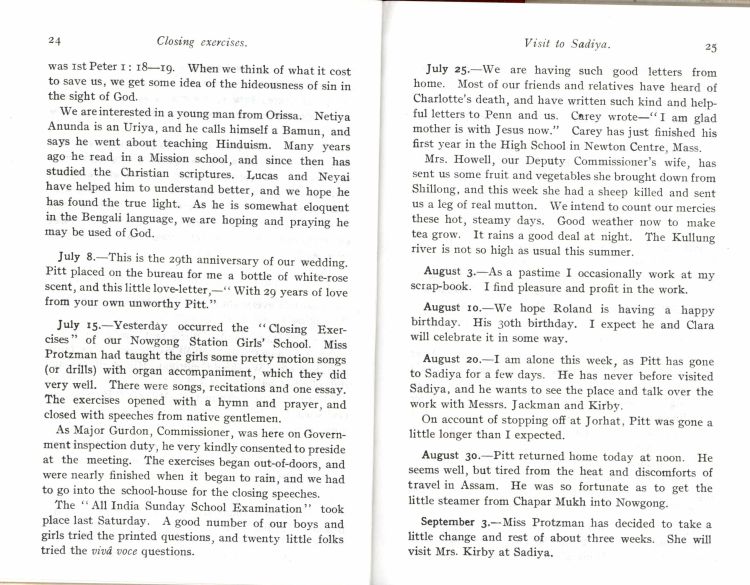 24 Closing exercises.
was 1st Peter 1 : 18—19. When we think of what it cost
to save us, we get some idea of the hideousness of sin in
the sight of God.
We are interested in a young man from Orissa. Netiya
Anunda is an Uriya, and he calls himself a Bamun, and
says he went about teaching Hinduism. Many years
ago he read in a Mission school, and since then has
studied the Christian scriptures. Lucas and Neyai
have helped him to understand better, and we hope he
has found the true light. As he is somewhat eloquent
in the Bengali language, we are hoping and praying he
may be used of God.
July 8.—This is the 29th anniversary of our wedding.
Pitt placed on the bureau for me a bottle of white-rose
scent, and this little love-letter,—“ With 29 years of love
from your own unworthy Pitt.”
July 15.—Yesterday occurred the “ Closing Exer-
cises ” of our Nowgong Station Girls’ School. Miss
Protzman had taught the girls some pretty motion songs
(or drills) with organ accompaniment, which they did
very well. There were songs, recitations and one essay.
The exercises opened with a hymn and prayer, and
closed with speeches from native gentlemen.
As Major Gurdon, Commissioner, was here on Govern-
ment inspection duty, he very kindly consented to preside
at the meeting. The exercises began out-of-doors, and
were nearly finished when it began to rain, and we had
to go into the school-house for the closing speeches.
The “ All India Sunday School Examination ” took
place last Saturday. A good number of our boys and
girls tried the printed questions, and twenty little folks
tried the vivâ voce questions.
Visit to Sadiya. 25
July 25.—We are having such good letters from
home. Most of our friends and relatives have heard of
Charlotte’s death, and have written such kind and help-
ful letters to Penn and us. Carey wrote—“ I am glad
mother is with Jesus now.” Carey has just finished his
first year in the High School in Newton Centre, Mass.
Mrs. Howell, our Deputy Commissioner’s wife, has
sent us some fruit and vegetables she brought down from
Shillong, and this week she had a sheep killed and sent
us a leg of real mutton. We intend to count our mercies
these hot, steamy days. Good weather now to make
tea grow. It rains a good deal at night. The Kullung
river is not so high as usual this summer.
August 3.—As a pastime I occasionally work at my
scrap-book. I find pleasure and profit in the work.
August 10.—We hope Roland is having a happy
birthday. His 30th birthday. I expect he and Clara
will celebrate it in some way.
August 20.—I am alone this week, as Pitt has gone
to Sadiya for a few days. He has never before visited
Sadiya, and he wants to see the place and talk over the
work with Messrs. Jackman and Kirby.
On account of stopping off at Jorhat, Pitt was gone a
little longer than I expected.
August 30.—Pitt returned home today at noon. He
seems well, but tired from the heat and discomforts of
travel in Assam. He was so fortunate as to get the
little steamer from Chapar Mukh into Nowgong.
September 3.—Miss Protzman has decided to take a
little change and rest of about three weeks. She will
visit Mrs. Kirby at Sadiya.